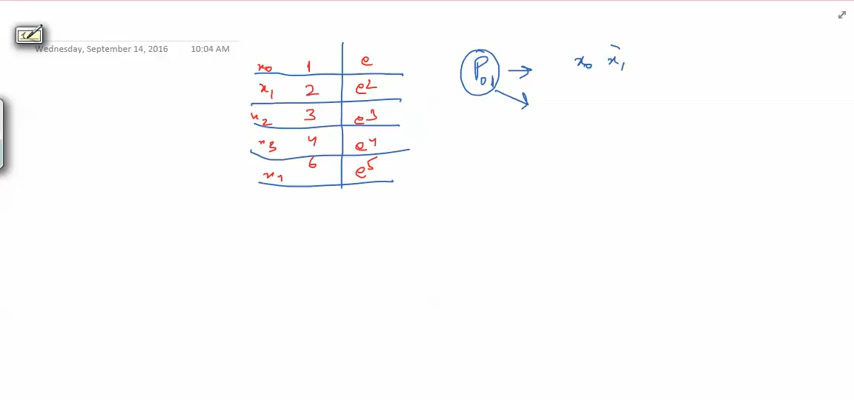 Wednesday, September 14, 2016 10:04 AM
x₀ 1 e
x₁ 2 e²
x₂ 3 e³
x₃ 4 e⁴
6 e⁵
P₀₁ → x₀ x₁